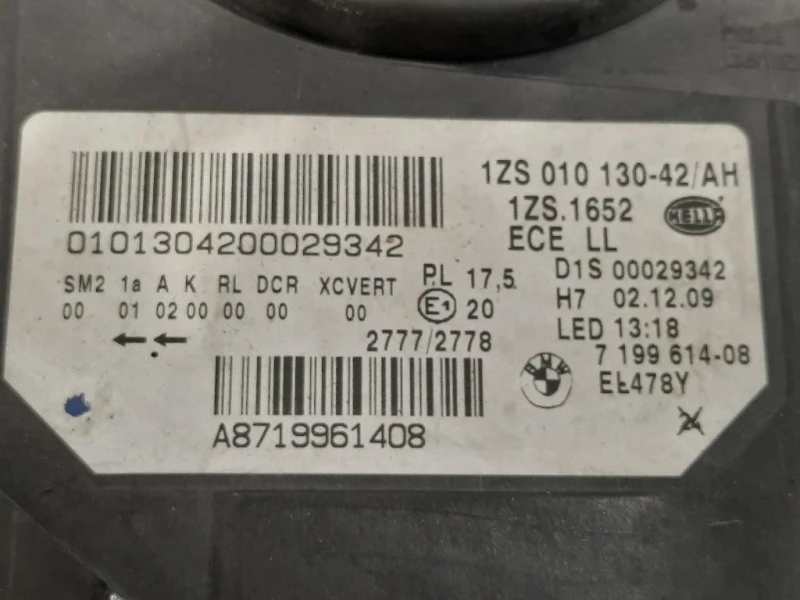 1ZS 010 130-42/AH
1ZS.1652 HELLA
0101304200029342 ECE LL
SM2 1a A K RL DCR XCVERT P.L 17,5 D1S 00029342
00 01 02 00 00 00 00 E1 20 H7 02.12.09
2777/2778 LED 13:18
BMW 7 199 614-08
A8719961408